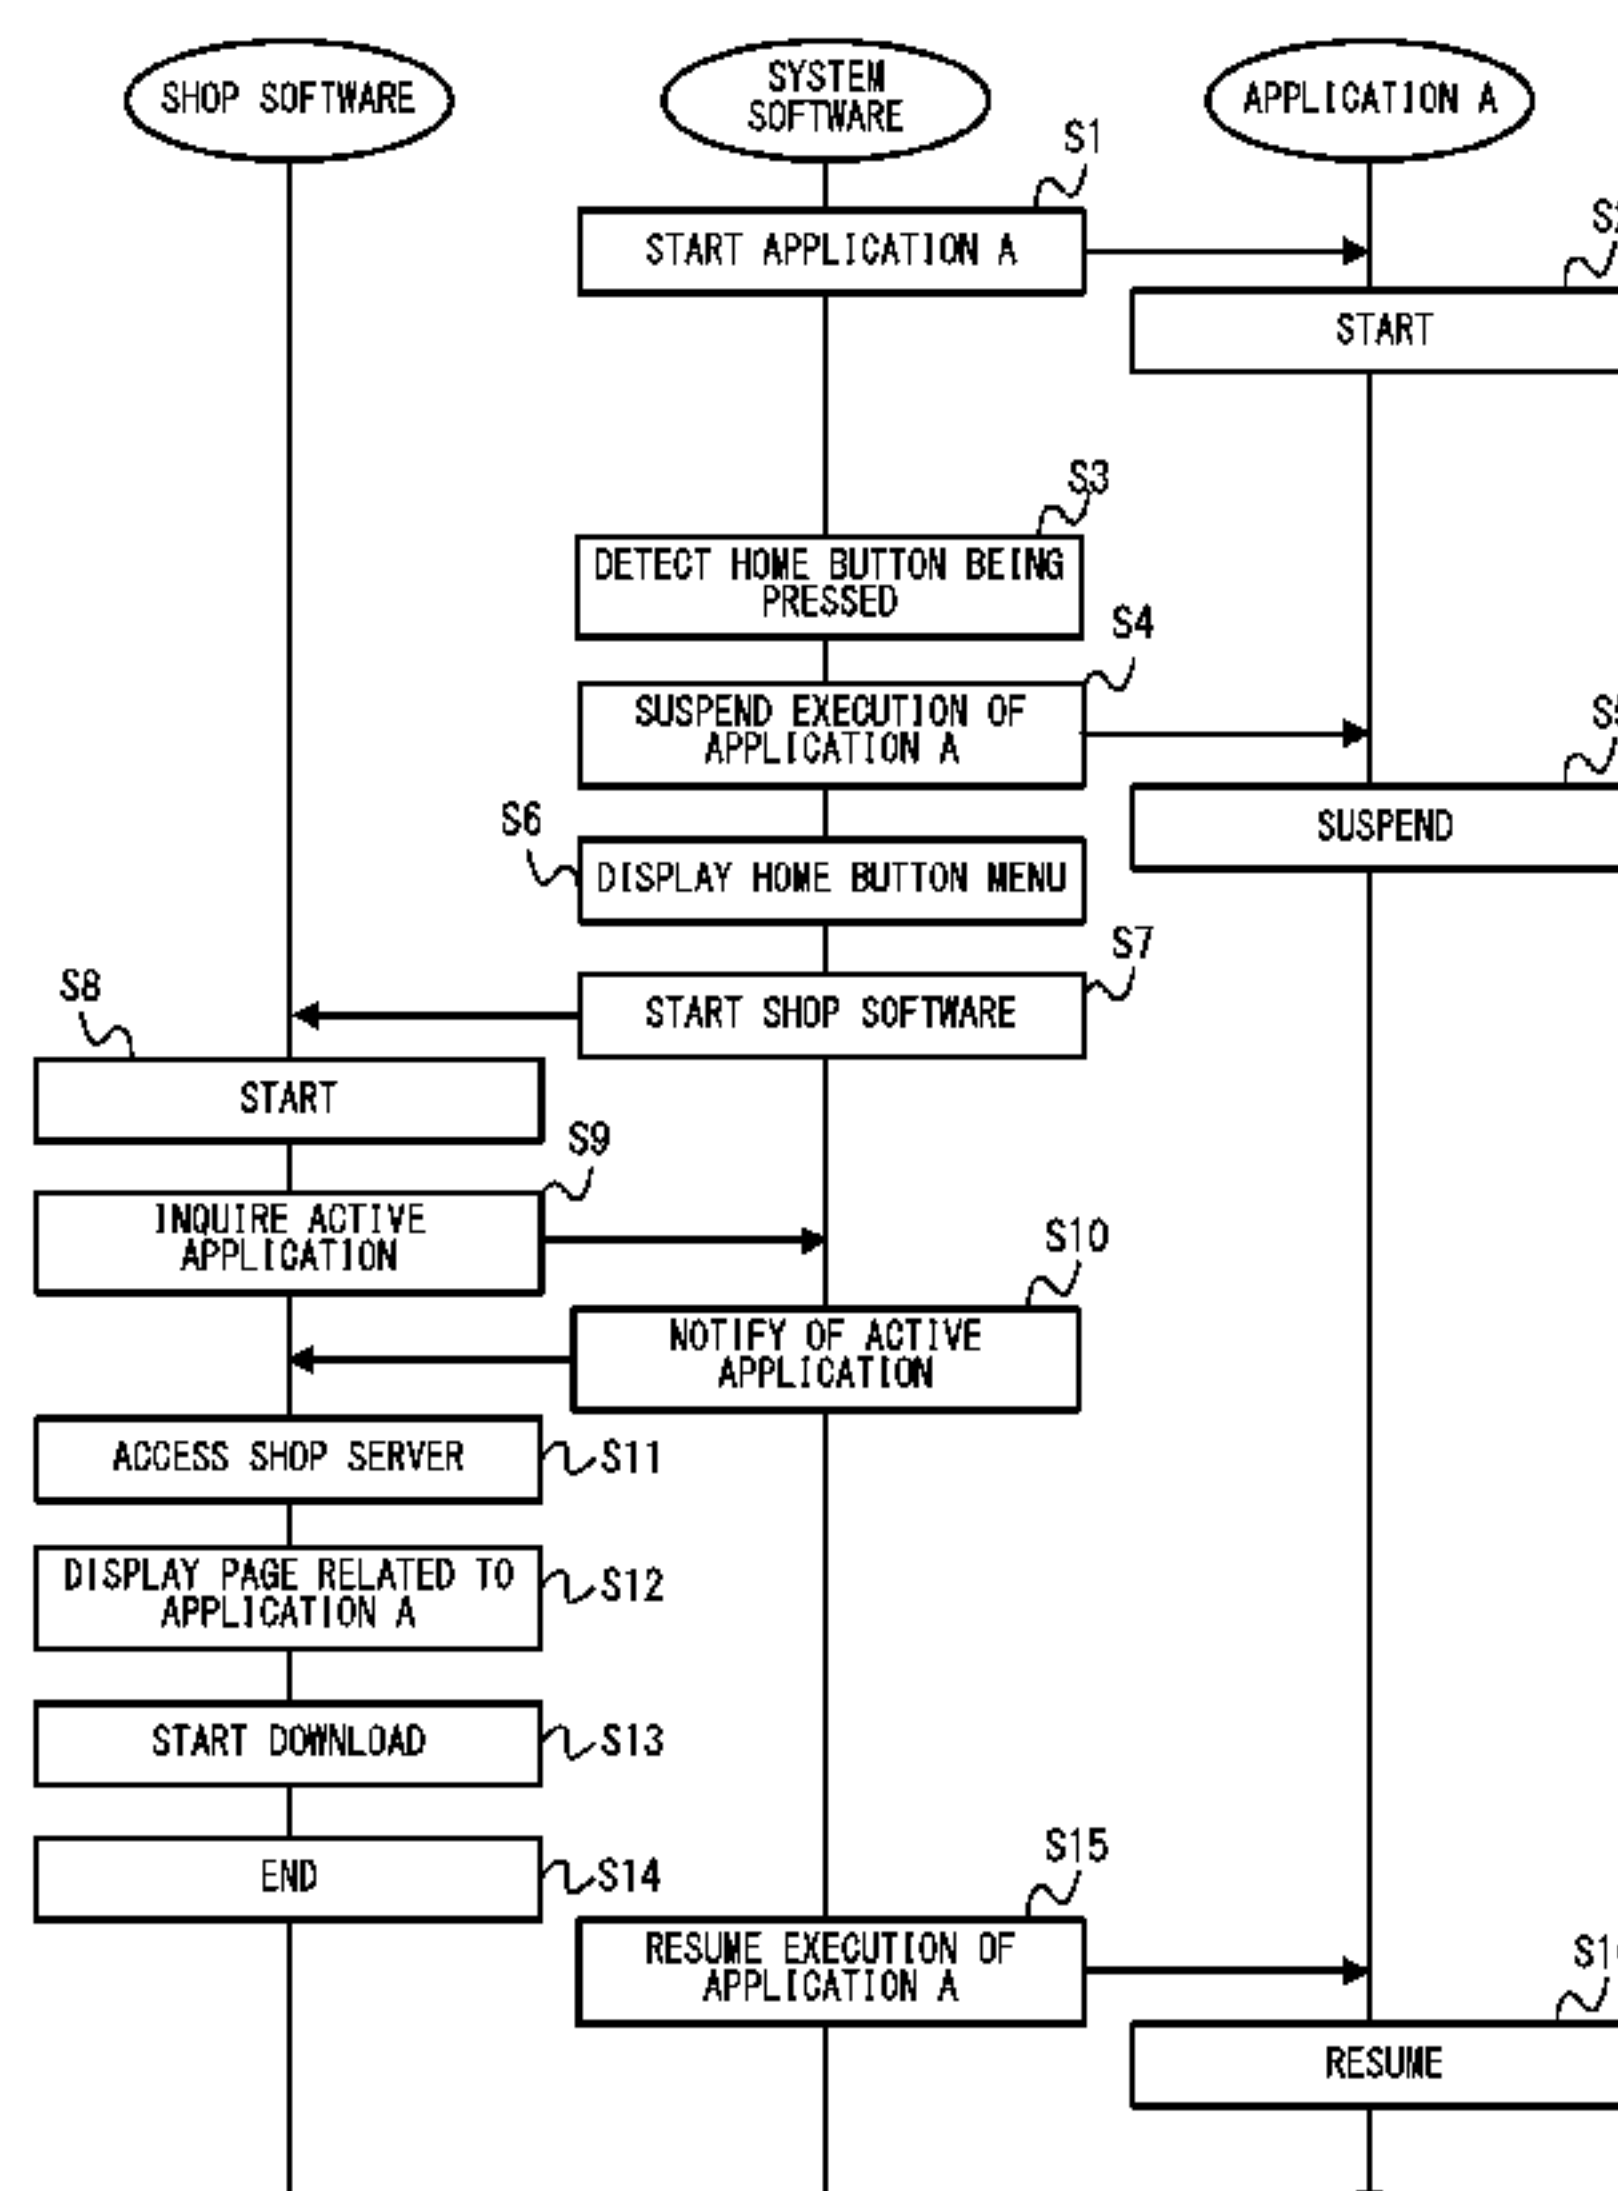 SHOP SOFTWARE
SYSTEM
SOFTWARE
APPLICATION A
S1
START APPLICATION A
START
S3
DETECT HOME BUTTON BEING
PRESSED
S4
SUSPEND EXECUTION OF
APPLICATION A
SUSPEND
S6
DISPLAY HOME BUTTON MENU
S7
START SHOP SOFTWARE
S8
START
S9
INQUIRE ACTIVE
APPLICATION
S10
NOTIFY OF ACTIVE
APPLICATION
ACCESS SHOP SERVER
S11
DISPLAY PAGE RELATED TO
APPLICATION A
S12
START DOWNLOAD
S13
END
S14
S15
RESUME EXECUTION OF
APPLICATION A
RESUME